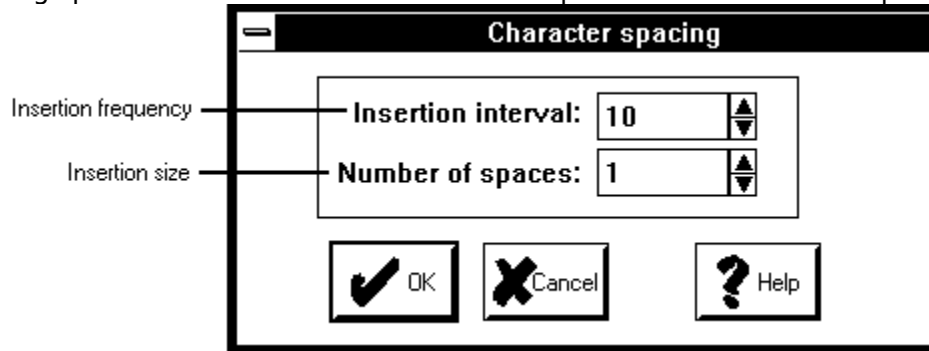 Character spacing
Insertion frequency
Insertion interval: 10
Insertion size
Number of spaces: 1
OK
Cancel
Help